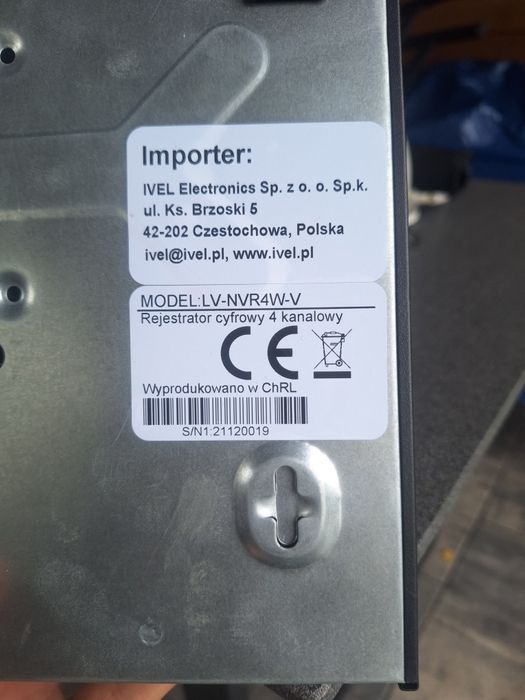 Importer:
IVEL Electronics Sp. z o. o. Sp.k.
ul. Ks. Brzoski 5
42-202 Czestochowa, Polska
ivel@ivel.pl, www.ivel.pl
MODEL:LV-NVR4W-V
Rejestrator cyfrowy 4 kanalowy
CE
Wyprodukowano w ChRL
S/N1:21120019